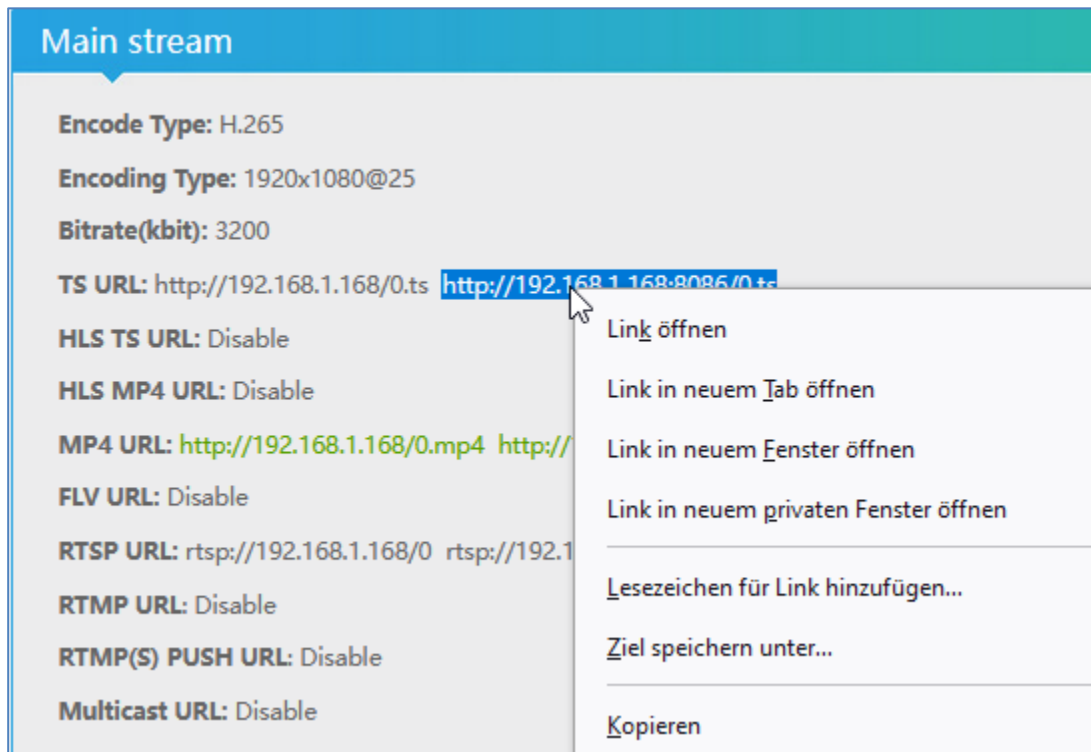 Main stream
Encode Type: H.265
Encoding Type: 1920x1080@25
Bitrate(kbit): 3200
TS URL: http://192.168.1.168/0.ts http://192.168.1.168:8086/0.ts
HLS TS URL: Disable
HLS MP4 URL: Disable
MP4 URL: http://192.168.1.168/0.mp4 http://
FLV URL: Disable
RTSP URL: rtsp://192.168.1.168/0 rtsp://192.1
RTMP URL: Disable
RTMP(S) PUSH URL: Disable
Multicast URL: Disable
Link öffnen
Link in neuem Tab öffnen
Link in neuem Fenster öffnen
Link in neuem privaten Fenster öffnen
Lesezeichen für Link hinzufügen...
Ziel speichern unter...
Kopieren